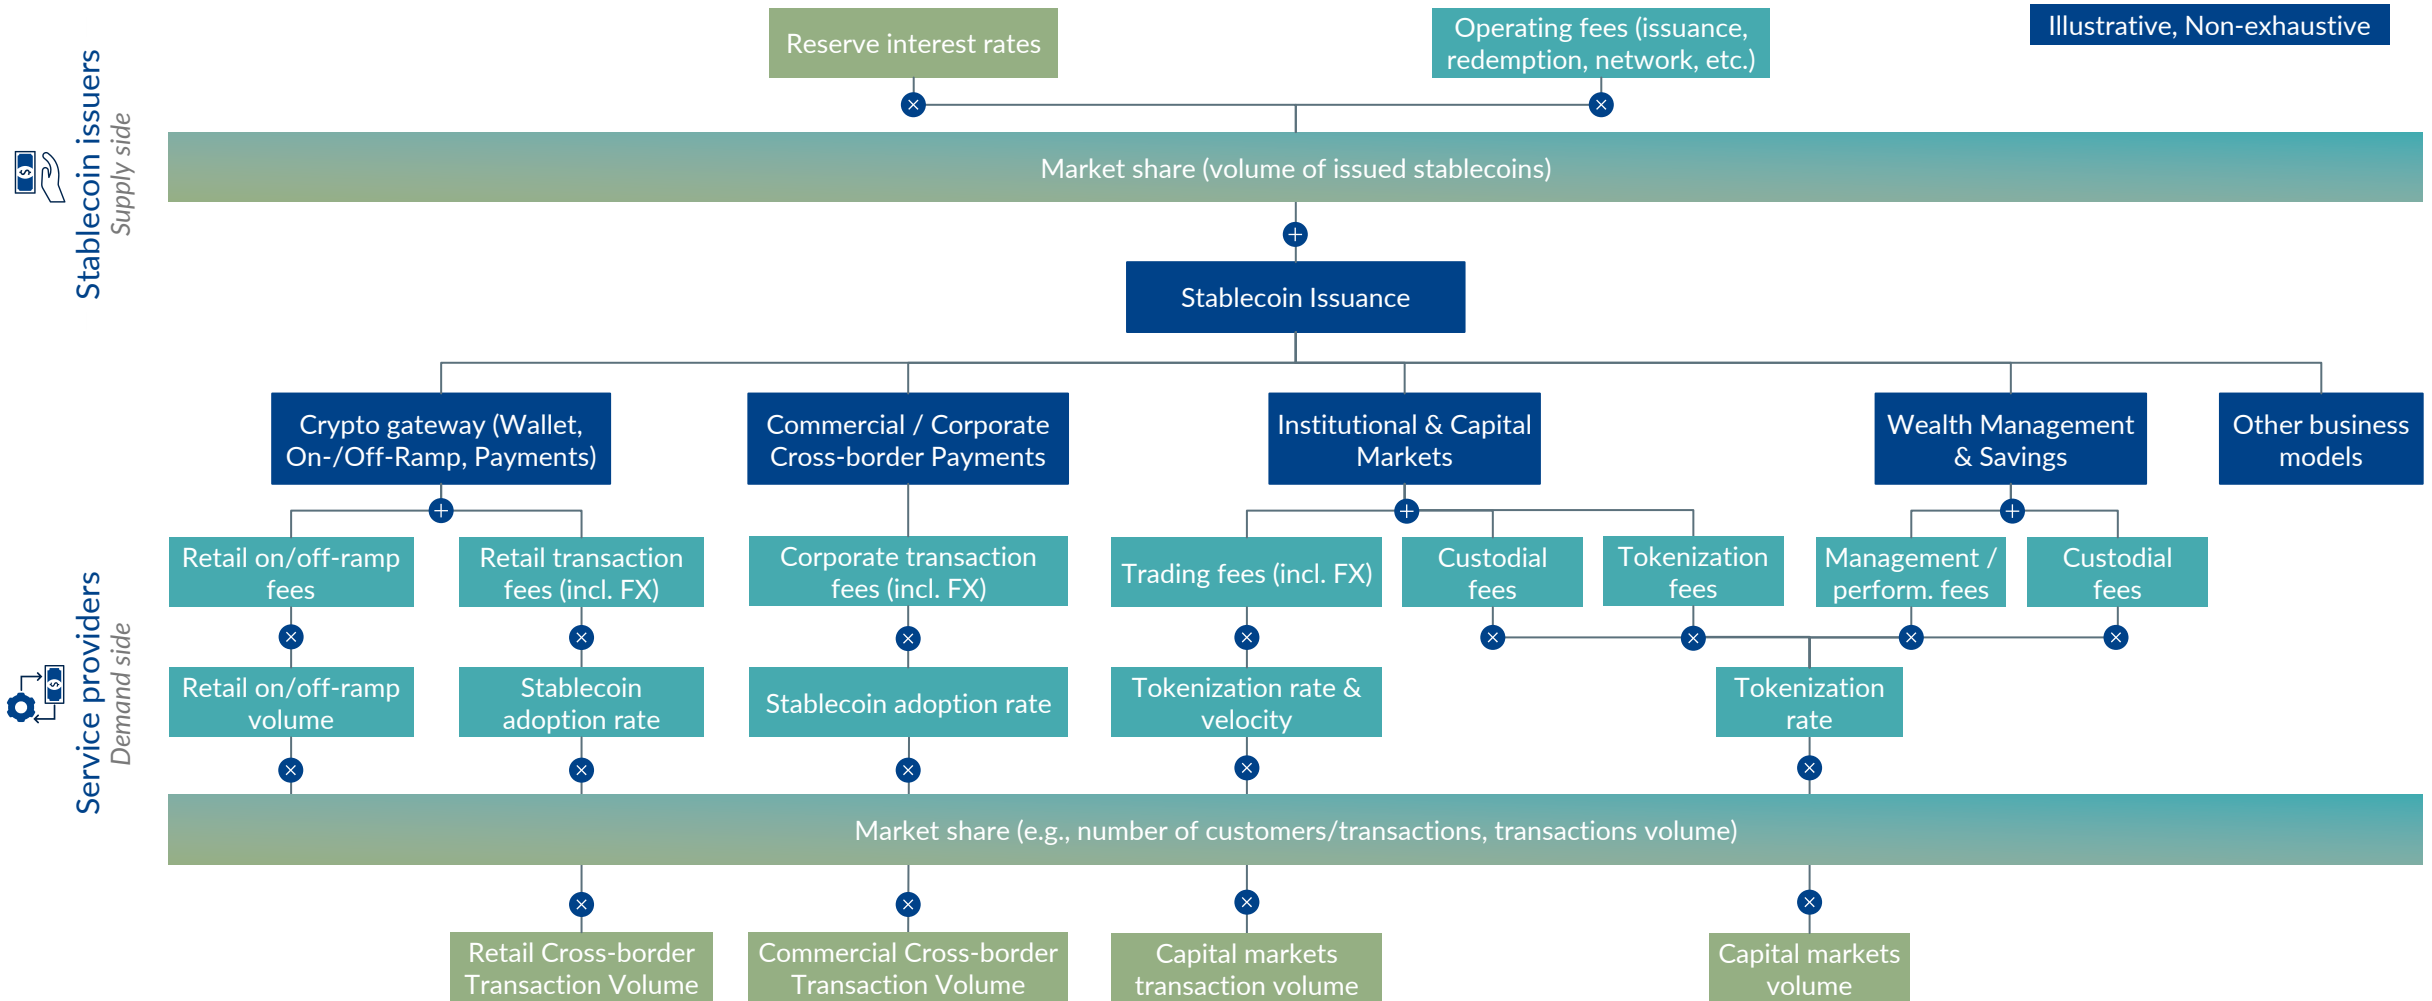 Reserve interest rates
Operating fees (issuance,
redemption, network, etc.)
Illustrative, Non-exhaustive
Stablecoin issuers
Supply side
Market share (volume of issued stablecoins)
Stablecoin Issuance
Crypto gateway (Wallet,
On-/Off-Ramp, Payments)
Commercial / Corporate
Cross-border Payments
Institutional & Capital
Markets
Wealth Management
& Savings
Other business
models
Service providers
Demand side
Retail on/off-ramp
fees
Retail transaction
fees (incl. FX)
Corporate transaction
fees (incl. FX)
Trading fees (incl. FX)
Custodial
fees
Tokenization
fees
Management /
perform. fees
Custodial
fees
Retail on/off-ramp
volume
Stablecoin
adoption rate
Stablecoin adoption rate
Tokenization rate &
velocity
Tokenization
rate
Market share (e.g., number of customers/transactions, transactions volume)
Retail Cross-border
Transaction Volume
Commercial Cross-border
Transaction Volume
Capital markets
transaction volume
Capital markets
volume